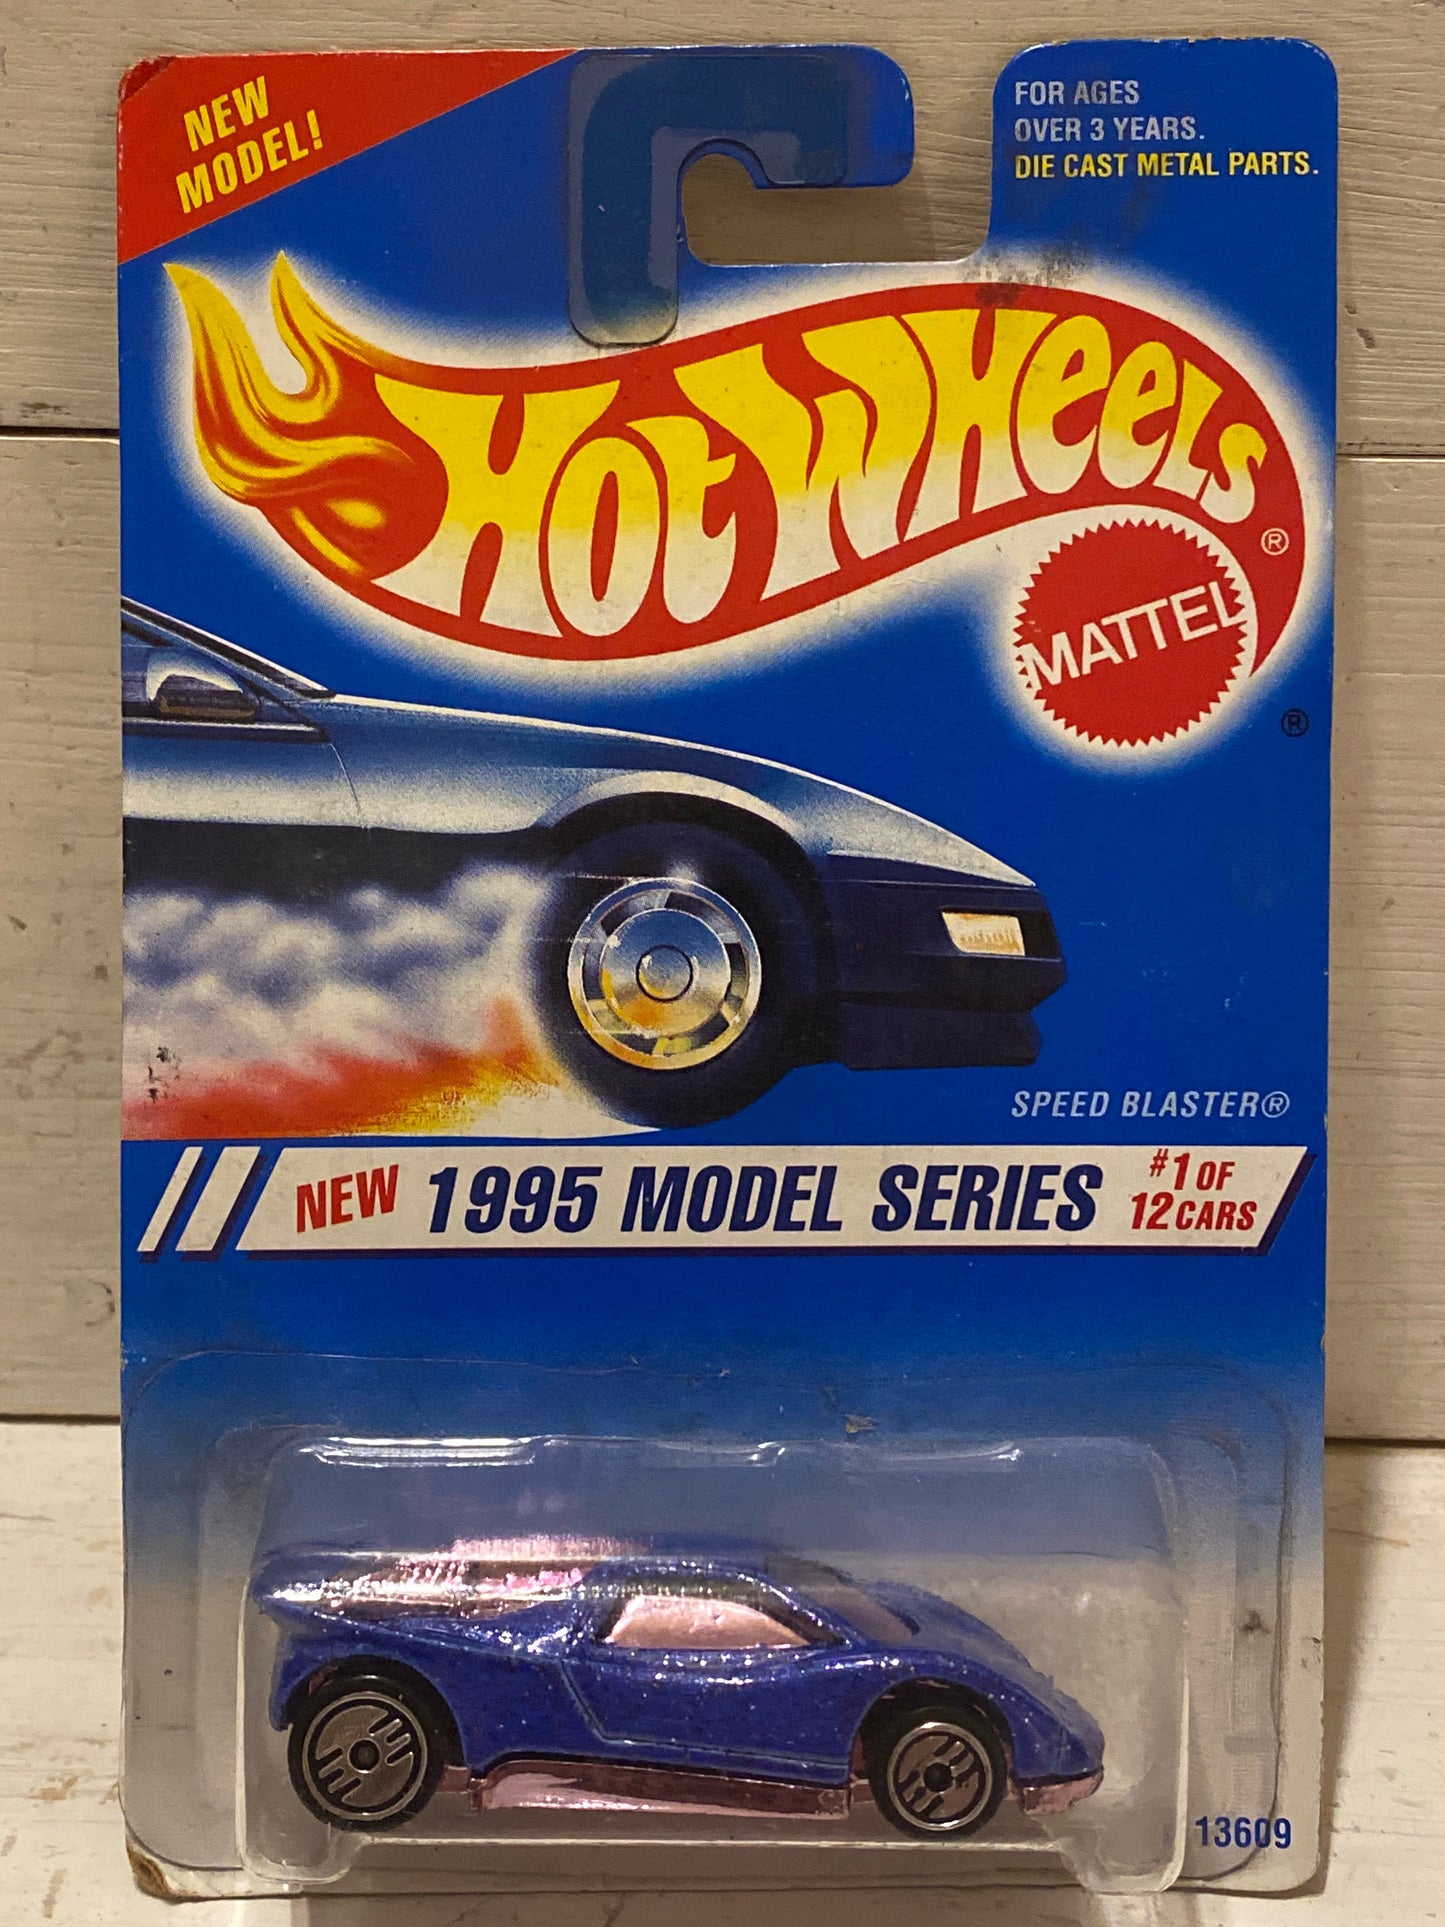 NEW
MODEL!
FOR AGES
OVER 3 YEARS.
DIE CAST METAL PARTS.
HOT WHEELS®
MATTEL
®
SPEED BLASTER®
NEW 1995 MODEL SERIES #1 OF
12 CARS
13609